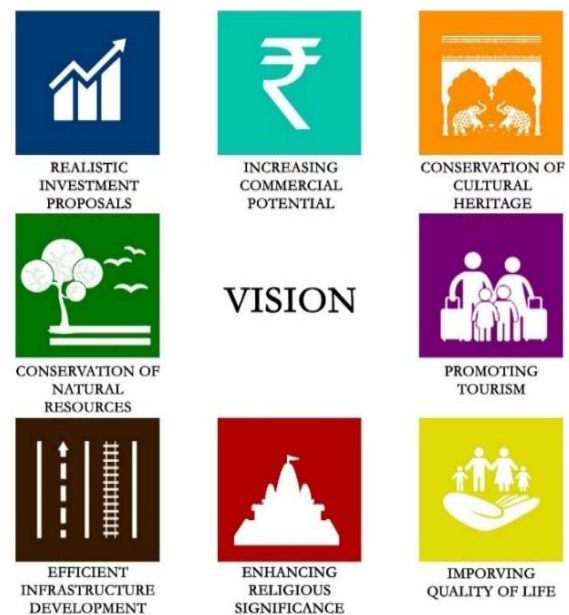 REALISTIC
INVESTMENT
PROPOSALS
INCREASING
COMMERCIAL
POTENTIAL
CONSERVATION OF
CULTURAL
HERITAGE
CONSERVATION OF
NATURAL
RESOURCES
VISION
PROMOTING
TOURISM
EFFICIENT
INFRASTRUCTURE
DEVELOPMENT
ENHANCING
RELIGIOUS
SIGNIFICANCE
IMPORVING
QUALITY OF LIFE